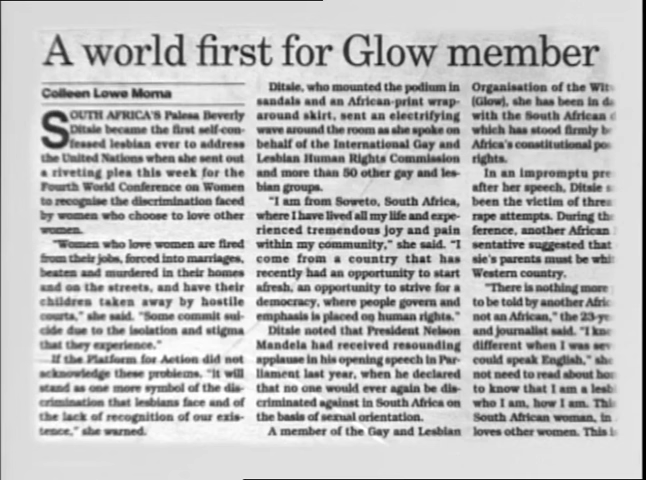 A world first for Glow member
Colleen Lowe Morna
SOUTH AFRICA'S Palesa Beverly
Ditsie became the first self-con-
fessed lesbian ever to address
the United Nations when she sent out
a riveting plea this week for the
Fourth World Conference on Women
to recognise the discrimination faced
by women who choose to love other
women.
"Women who love women are fired
from their jobs, forced into marriages,
beaten and murdered in their homes
and on the streets, and have their
children taken away by hostile
courts," she said. "Some commit sui-
cide due to the isolation and stigma
that they experience."
If the Platform for Action did not
acknowledge these problems, "it will
stand as one more symbol of the dis-
crimination that lesbians face and of
the lack of recognition of our exis-
tence," she warned.
Ditsie, who mounted the podium in
sandals and an African-print wrap-
around skirt, sent an electrifying
wave around the room as she spoke on
behalf of the International Gay and
Lesbian Human Rights Commission
and more than 50 other gay and les-
bian groups.
"I am from Soweto, South Africa,
where I have lived all my life and expe-
rienced tremendous joy and pain
within my community," she said. "I
come from a country that has
recently had an opportunity to start
afresh, an opportunity to strive for a
democracy, where people govern and
emphasis is placed on human rights."
Ditsie noted that President Nelson
Mandela had received resounding
applause in his opening speech in Par-
liament last year, when he declared
that no one would ever again be dis-
criminated against in South Africa on
the basis of sexual orientation.
A member of the Gay and Lesbian
Organisation of the Wit
(Glow), she has been in d
with the South African
which has stood firmly b
Africa's constitutional po
rights.
In an impromptu pre
after her speech, Ditsie s
been the victim of three
rape attempts. During the
ference, another African
sentative suggested that
sie's parents must be whi
Western country.
"There is nothing more
to be told by another Afric
not an African," the 23-ye
and journalist said. "I kne
different when I was sev
could speak English," she
not need to read about ho
to know that I am a lesb
who I am, how I am. This
South African woman, in
loves other women. This i